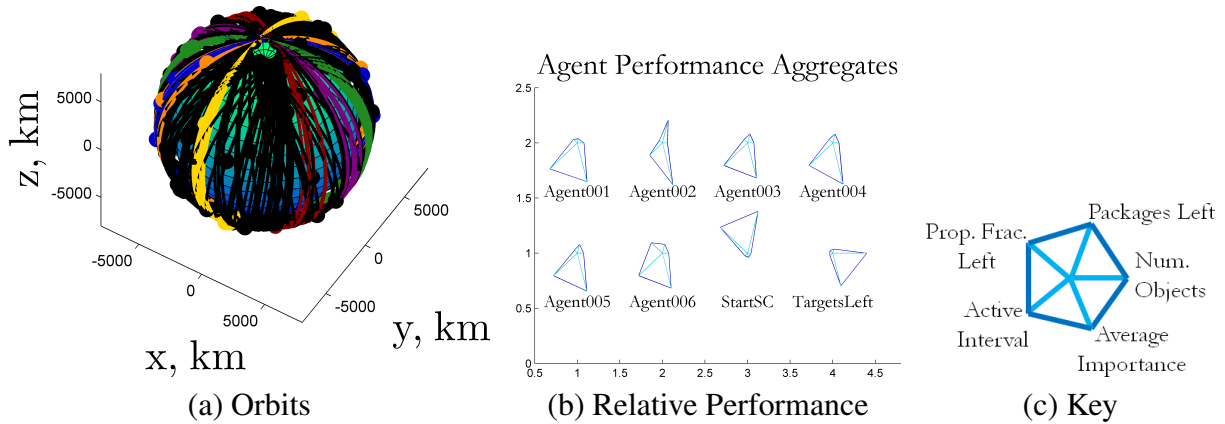 5000
0
-5000
z, km
-5000
0
5000
x, km
5000
0
-5000
y, km
(a) Orbits
Agent Performance Aggregates
2.5
2
1.5
1
0.5
0
Agent001 Agent002 Agent003 Agent004
Agent005 Agent006 StartSC TargetsLeft
0.5 1 1.5 2 2.5 3 3.5 4 4.5
(b) Relative Performance
Packages Left
Prop. Frac.
Left
Num.
Objects
Active
Interval
Average
Importance
(c) Key